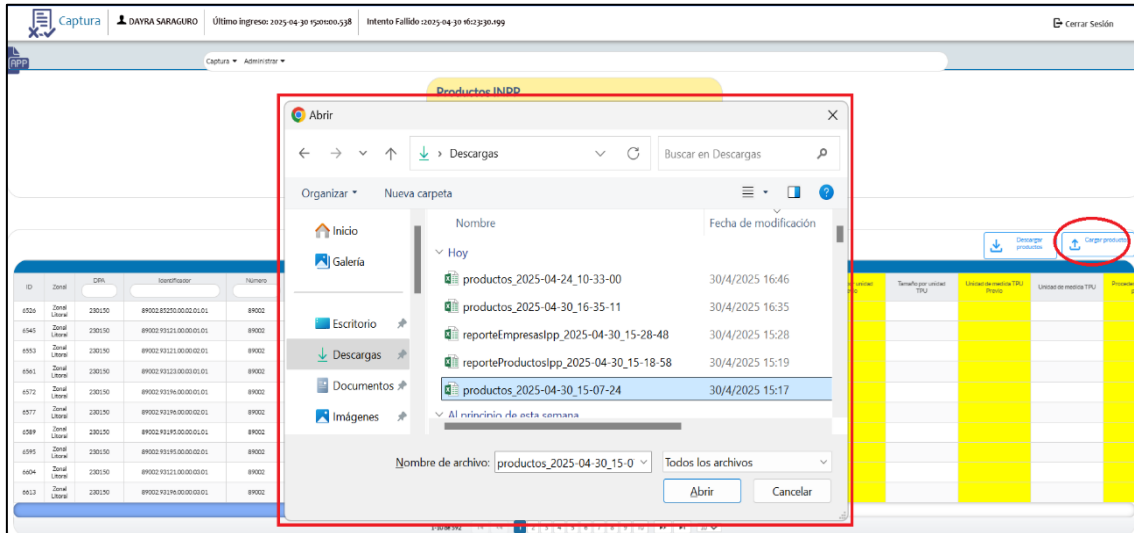 Captura DAYRA SARAGURO Último ingreso: 2025-04-30 15:01:00.538 Intento Fallido :2025-04-30 16:23:30.199 Cerrar Sesión
APP
Captura Administrar
Productos INPP
Abrir
Descargas Buscar en Descargas
Organizar Nueva carpeta
Inicio
Galería
Escritorio
Descargas
Documentos
Imágenes
Nombre Fecha de modificación
Hoy
productos_2025-04-24_10-33-00 30/4/2025 16:46
productos_2025-04-30_16-35-11 30/4/2025 16:35
reporteEmpresasIpp_2025-04-30_15-28-48 30/4/2025 15:28
reporteProductosIpp_2025-04-30_15-18-58 30/4/2025 15:19
productos_2025-04-30_15-07-24 30/4/2025 15:17
Al principio de esta semana
Nombre de archivo: productos_2025-04-30_15-0 Todos los archivos
Abrir Cancelar
Descargar productos
Cargar productos
ID Zonal DPA Identificador Número Tamaño por unidad TPU Unidad de medida TPU Previo Unidad de medida TPU
6526 Zonal Litoral 230150 89002.85250.00.02.01.01 89002
6545 Zonal Litoral 230150 89002.93121.00.00.01.01 89002
6553 Zonal Litoral 230150 89002.93121.00.00.02.01 89002
6561 Zonal Litoral 230150 89002.93123.00.00.01.01 89002
6572 Zonal Litoral 230150 89002.93196.00.00.01.01 89002
6577 Zonal Litoral 230150 89002.93196.00.00.02.01 89002
6589 Zonal Litoral 230150 89002.93195.00.00.01.01 89002
6595 Zonal Litoral 230150 89002.93195.00.00.02.01 89002
6604 Zonal Litoral 230150 89002.93121.00.00.03.01 89002
6613 Zonal Litoral 230150 89002.93196.00.00.03.01 89002